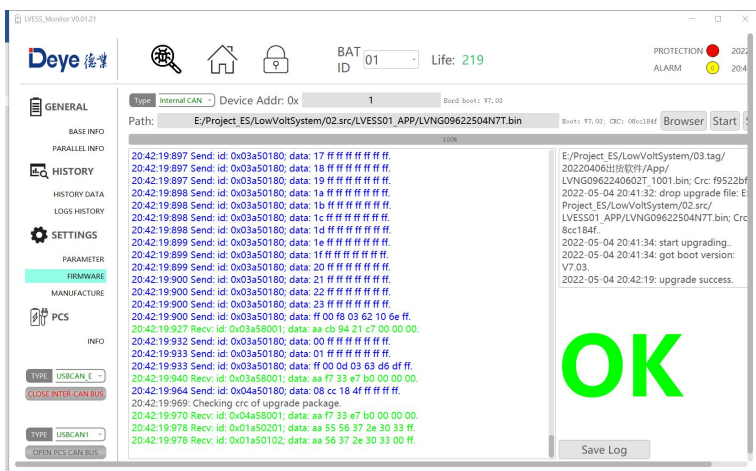 LVESS_Monitor V0.01.21
Deye 德業
BAT ID 01
Life: 219
PROTECTION 2022
ALARM 0 20:4
GENERAL
BASE INFO
PARALLEL INFO
HISTORY
HISTORY DATA
LOGS HISTORY
SETTINGS
PARAMETER
FIRMWARE
MANUFACTURE
PCS
INFO
TYPE USBCAN_E
CLOSE INTER-CAN BUS
TYPE USBCAN1
OPEN PCS CAN BUS
Type Internal CAN Device Addr: 0x 1 Bord boot: V7.03
Path: E:/Project_ES/LowVoltSystem/02.src/LVESS01_APP/LVNG09622504N7T.bin Boot: V7.03; CRC: 08cc184f Browser Start S
100%
20:42:19:897 Send: id: 0x03a50180; data: 17 ff ff ff ff ff ff ff.
20:42:19:897 Send: id: 0x03a50180; data: 18 ff ff ff ff ff ff ff.
20:42:19:897 Send: id: 0x03a50180; data: 19 ff ff ff ff ff ff ff.
20:42:19:898 Send: id: 0x03a50180; data: 1a ff ff ff ff ff ff ff.
20:42:19:898 Send: id: 0x03a50180; data: 1b ff ff ff ff ff ff ff.
20:42:19:898 Send: id: 0x03a50180; data: 1c ff ff ff ff ff ff ff.
20:42:19:898 Send: id: 0x03a50180; data: 1d ff ff ff ff ff ff ff.
20:42:19:899 Send: id: 0x03a50180; data: 1e ff ff ff ff ff ff ff.
20:42:19:899 Send: id: 0x03a50180; data: 1f ff ff ff ff ff ff ff.
20:42:19:899 Send: id: 0x03a50180; data: 20 ff ff ff ff ff ff ff.
20:42:19:900 Send: id: 0x03a50180; data: 21 ff ff ff ff ff ff ff.
20:42:19:900 Send: id: 0x03a50180; data: 22 ff ff ff ff ff ff ff.
20:42:19:900 Send: id: 0x03a50180; data: 23 ff ff ff ff ff ff ff.
20:42:19:900 Send: id: 0x03a50180; data: ff 00 f8 03 62 10 6e ff.
20:42:19:927 Recv: id: 0x03a58001; data: aa cb 94 21 c7 00 00 00.
20:42:19:932 Send: id: 0x03a50180; data: 00 ff ff ff ff ff ff ff.
20:42:19:933 Send: id: 0x03a50180; data: 01 ff ff ff ff ff ff ff.
20:42:19:933 Send: id: 0x03a50180; data: ff 00 0d 03 63 d6 df ff.
20:42:19:940 Recv: id: 0x03a58001; data: aa f7 33 e7 b0 00 00 00.
20:42:19:964 Send: id: 0x04a50180; data: 08 cc 18 4f ff ff ff ff.
20:42:19:969: Checking crc of upgrade package.
20:42:19:970 Recv: id: 0x04a58001; data: aa f7 33 e7 b0 00 00 00.
20:42:19:978 Recv: id: 0x01a50201; data: aa 55 56 37 2e 30 33 ff.
20:42:19:978 Recv: id: 0x01a50102; data: aa 56 37 2e 30 33 00 ff.
E:/Project_ES/LowVoltSystem/03.tag/
20220406出货软件/App/
LVNG0962240602T_1001.bin; Crc: f9522bf
2022-05-04 20:41:32: drop upgrade file: E:
Project_ES/LowVoltSystem/02.src/
LVESS01_APP/LVNG09622504N7T.bin; Crc
8cc184f..
2022-05-04 20:41:34: start upgrading..
2022-05-04 20:41:34: got boot version:
V7.03.
2022-05-04 20:42:19: upgrade success.
OK
Save Log